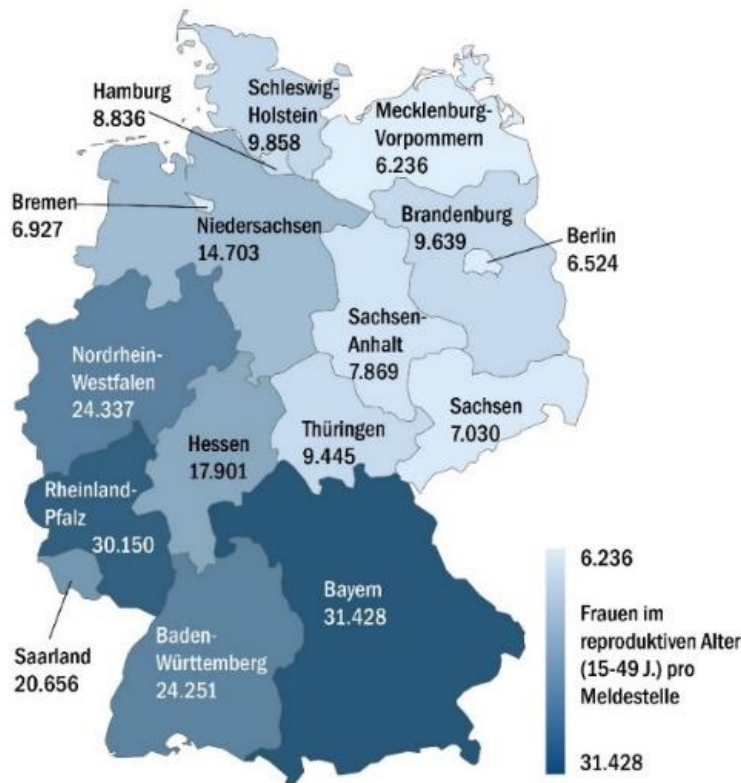 Hamburg
8.836
Schleswig-
Holstein
9.858
Mecklenburg-
Vorpommern
6.236
Bremen
6.927
Niedersachsen
14.703
Brandenburg
9.639
Berlin
6.524
Sachsen-
Anhalt
7.869
Nordrhein-
Westfalen
24.337
Hessen
17.901
Thüringen
9.445
Sachsen
7.030
Rheinland-
Pfalz
30.150
Saarland
20.656
Baden-
Württemberg
24.251
Bayern
31.428
6.236
Frauen im
reproduktiven Alter
(15-49 J.) pro
Meldestelle
31.428